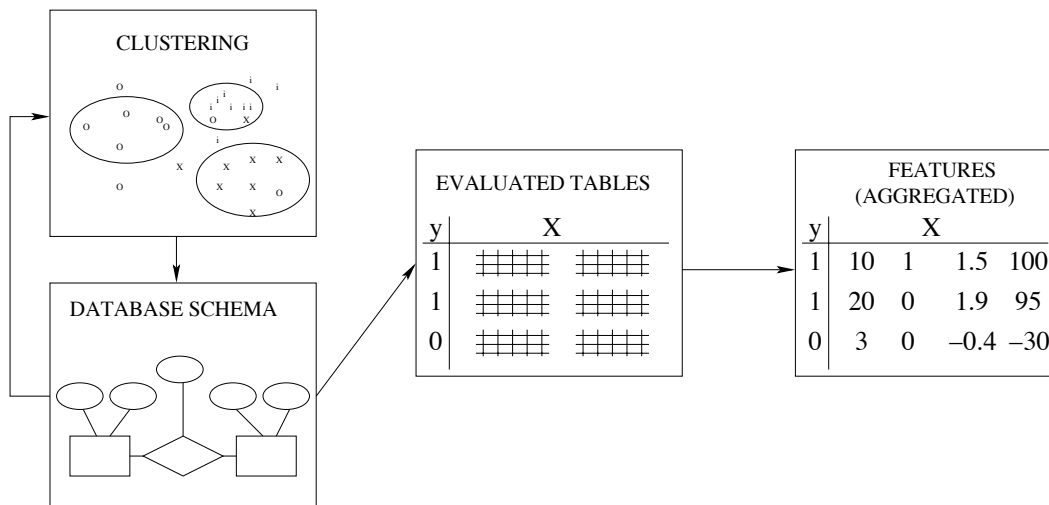 CLUSTERING
i
o i
i
i
o i i i i
o o o x
o
i
o x x x x
o x x x o
x
DATABASE SCHEMA
EVALUATED TABLES
y X
1
1
0
FEATURES
(AGGREGATED)
y X
1 10 1 1.5 100
1 20 0 1.9 95
0 3 0 −0.4 −30